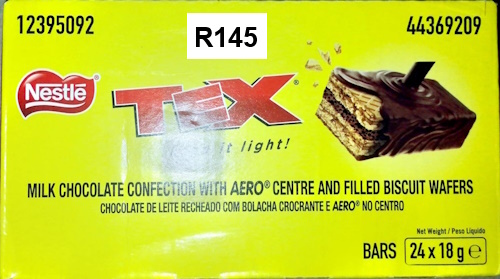 12395092
R145
44369209
Nestlé
TEX®
it light!
MILK CHOCOLATE CONFECTION WITH AERO® CENTRE AND FILLED BISCUIT WAFERS
CHOCOLATE DE LEITE RECHEADO COM BOLACHA CROCRANTE E AERO® NO CENTRO
Net Weight / Peso Líquido
BARS 24 x 18 g e